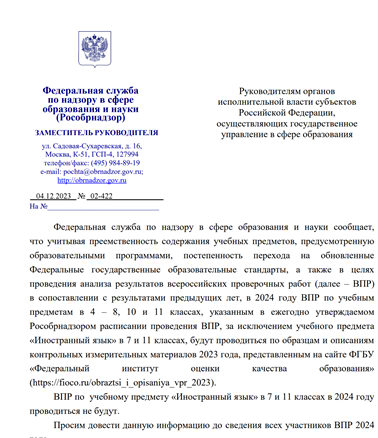 Федеральная служба
по надзору в сфере
образования и науки
(Рособрнадзор)
ЗАМЕСТИТЕЛЬ РУКОВОДИТЕЛЯ
ул. Садовая-Сухаревская, д. 16,
Москва, К-51, ГСП-4, 127994
телефон/факс: (495) 984-89-19
e-mail: pochta@obrnadzor.gov.ru;
http://obrnadzor.gov.ru
04.12.2023 № 02-422
На №
Руководителям органов
исполнительной власти субъектов
Российской Федерации,
осуществляющих государственное
управление в сфере образования
Федеральная служба по надзору в сфере образования и науки сообщает,
что учитывая преемственность содержания учебных предметов, предусмотренную
образовательными программами, постепенность перехода на обновленные
Федеральные государственные образовательные стандарты, а также в целях
проведения анализа результатов всероссийских проверочных работ (далее – ВПР)
в сопоставлении с результатами предыдущих лет, в 2024 году ВПР по учебным
предметам в 4 – 8, 10 и 11 классах, указанным в ежегодно утверждаемом
Рособрнадзором расписании проведения ВПР, за исключением учебного предмета
«Иностранный язык» в 7 и 11 классах, будут проводиться по образцам и описаниям
контрольных измерительных материалов 2023 года, представленным на сайте ФГБУ
«Федеральный институт оценки качества образования»
(https://fioco.ru/obraztsi_i_opisaniya_vpr_2023).
ВПР по учебному предмету «Иностранный язык» в 7 и 11 классах в 2024 году
проводиться не будут.
Просим довести данную информацию до сведения всех участников ВПР 2024